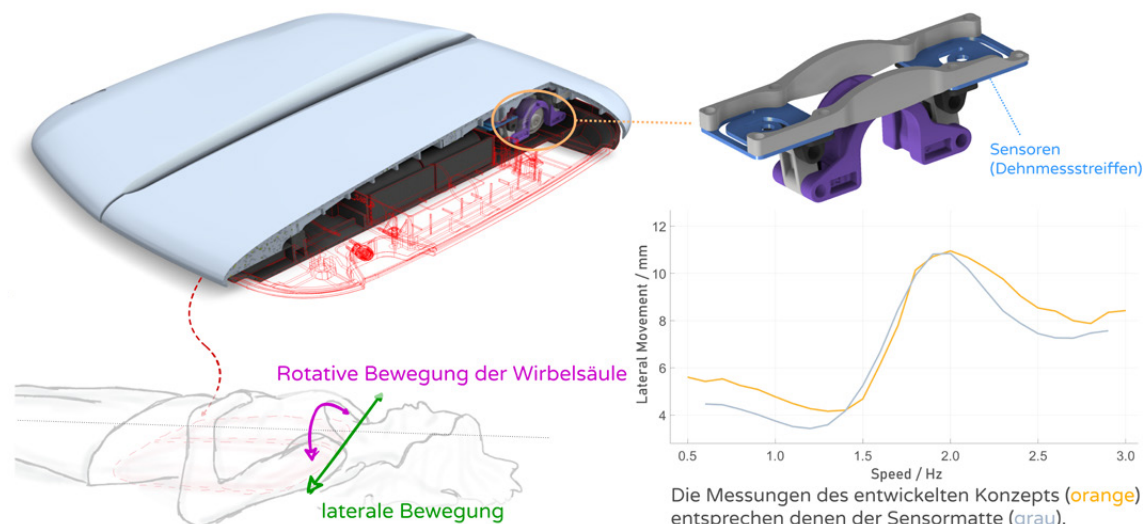 Sensoren
(Dehnmessstreifen)
12
10
8
6
4
Lateral Movement / mm
0.5 1.0 1.5 2.0 2.5 3.0
Speed / Hz
Rotative Bewegung der Wirbelsäule
laterale Bewegung
Die Messungen des entwickelten Konzepts (orange)
entsprechen denen der Sensormatte (grau).